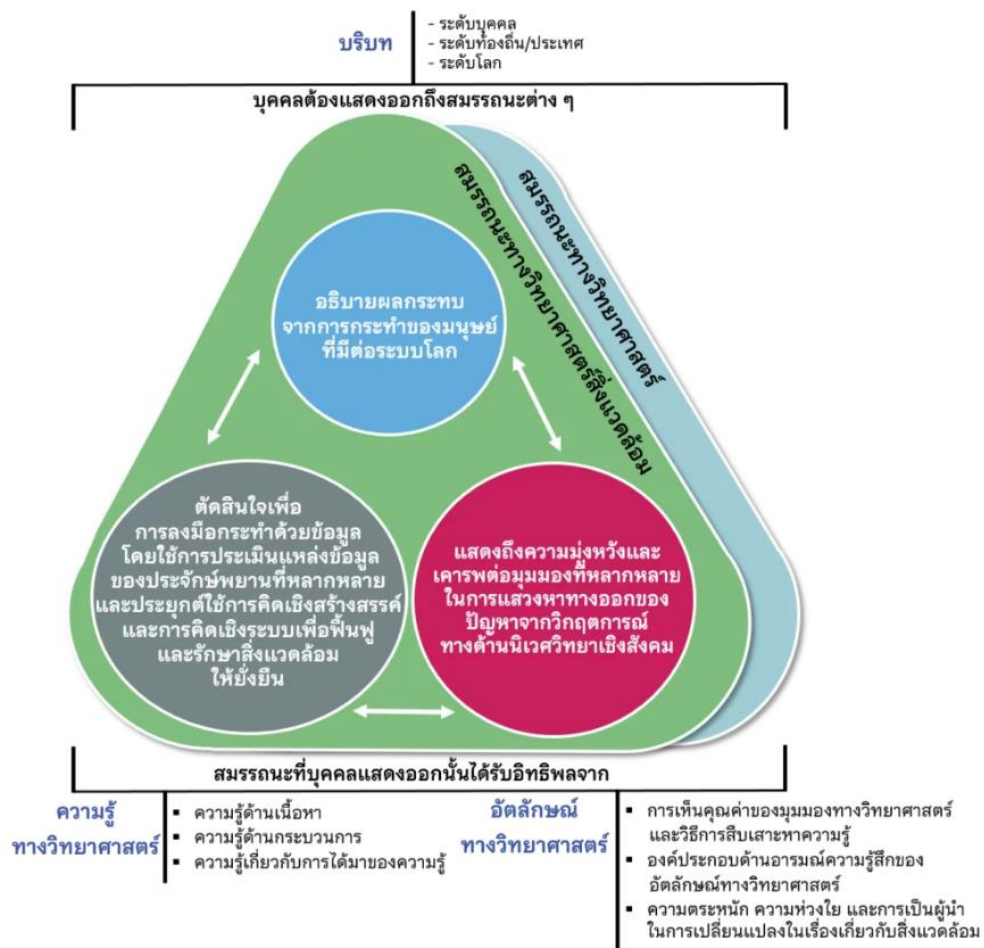 บริบท
- ระดับบุคคล
- ระดับท้องถิ่น/ประเทศ
- ระดับโลก
บุคคลต้องแสดงออกถึงสมรรถนะต่าง ๆ
สมรรถนะทางวิทยาศาสตร์
สมรรถนะทางวิทยาศาสตร์สิ่งแวดล้อม
อธิบายผลกระทบ
จากการกระทำของมนุษย์
ที่มีต่อระบบโลก
ตัดสินใจเพื่อ
การลงมือกระทำด้วยข้อมูล
โดยใช้การประเมินแหล่งข้อมูล
ของประจักษ์พยานที่หลากหลาย
และประยุกต์ใช้การคิดเชิงสร้างสรรค์
และการคิดเชิงระบบเพื่อฟื้นฟู
และรักษาสิ่งแวดล้อม
ให้ยั่งยืน
แสดงถึงความมุ่งหวังและ
เคารพต่อมุมมองที่หลากหลาย
ในการแสวงหาทางออกของ
ปัญหาจากวิกฤตการณ์
ทางด้านนิเวศวิทยาเชิงสังคม
สมรรถนะที่บุคคลแสดงออกนั้นได้รับอิทธิพลจาก
ความรู้
ทางวิทยาศาสตร์
▪ ความรู้ด้านเนื้อหา
▪ ความรู้ด้านกระบวนการ
▪ ความรู้เกี่ยวกับการได้มาของความรู้
อัตลักษณ์
ทางวิทยาศาสตร์
▪ การเห็นคุณค่าของมุมมองทางวิทยาศาสตร์
และวิธีการสืบเสาะหาความรู้
▪ องค์ประกอบด้านอารมณ์ความรู้สึกของ
อัตลักษณ์ทางวิทยาศาสตร์
▪ ความตระหนัก ความห่วงใย และการเป็นผู้นำ
ในการเปลี่ยนแปลงในเรื่องเกี่ยวกับสิ่งแวดล้อม